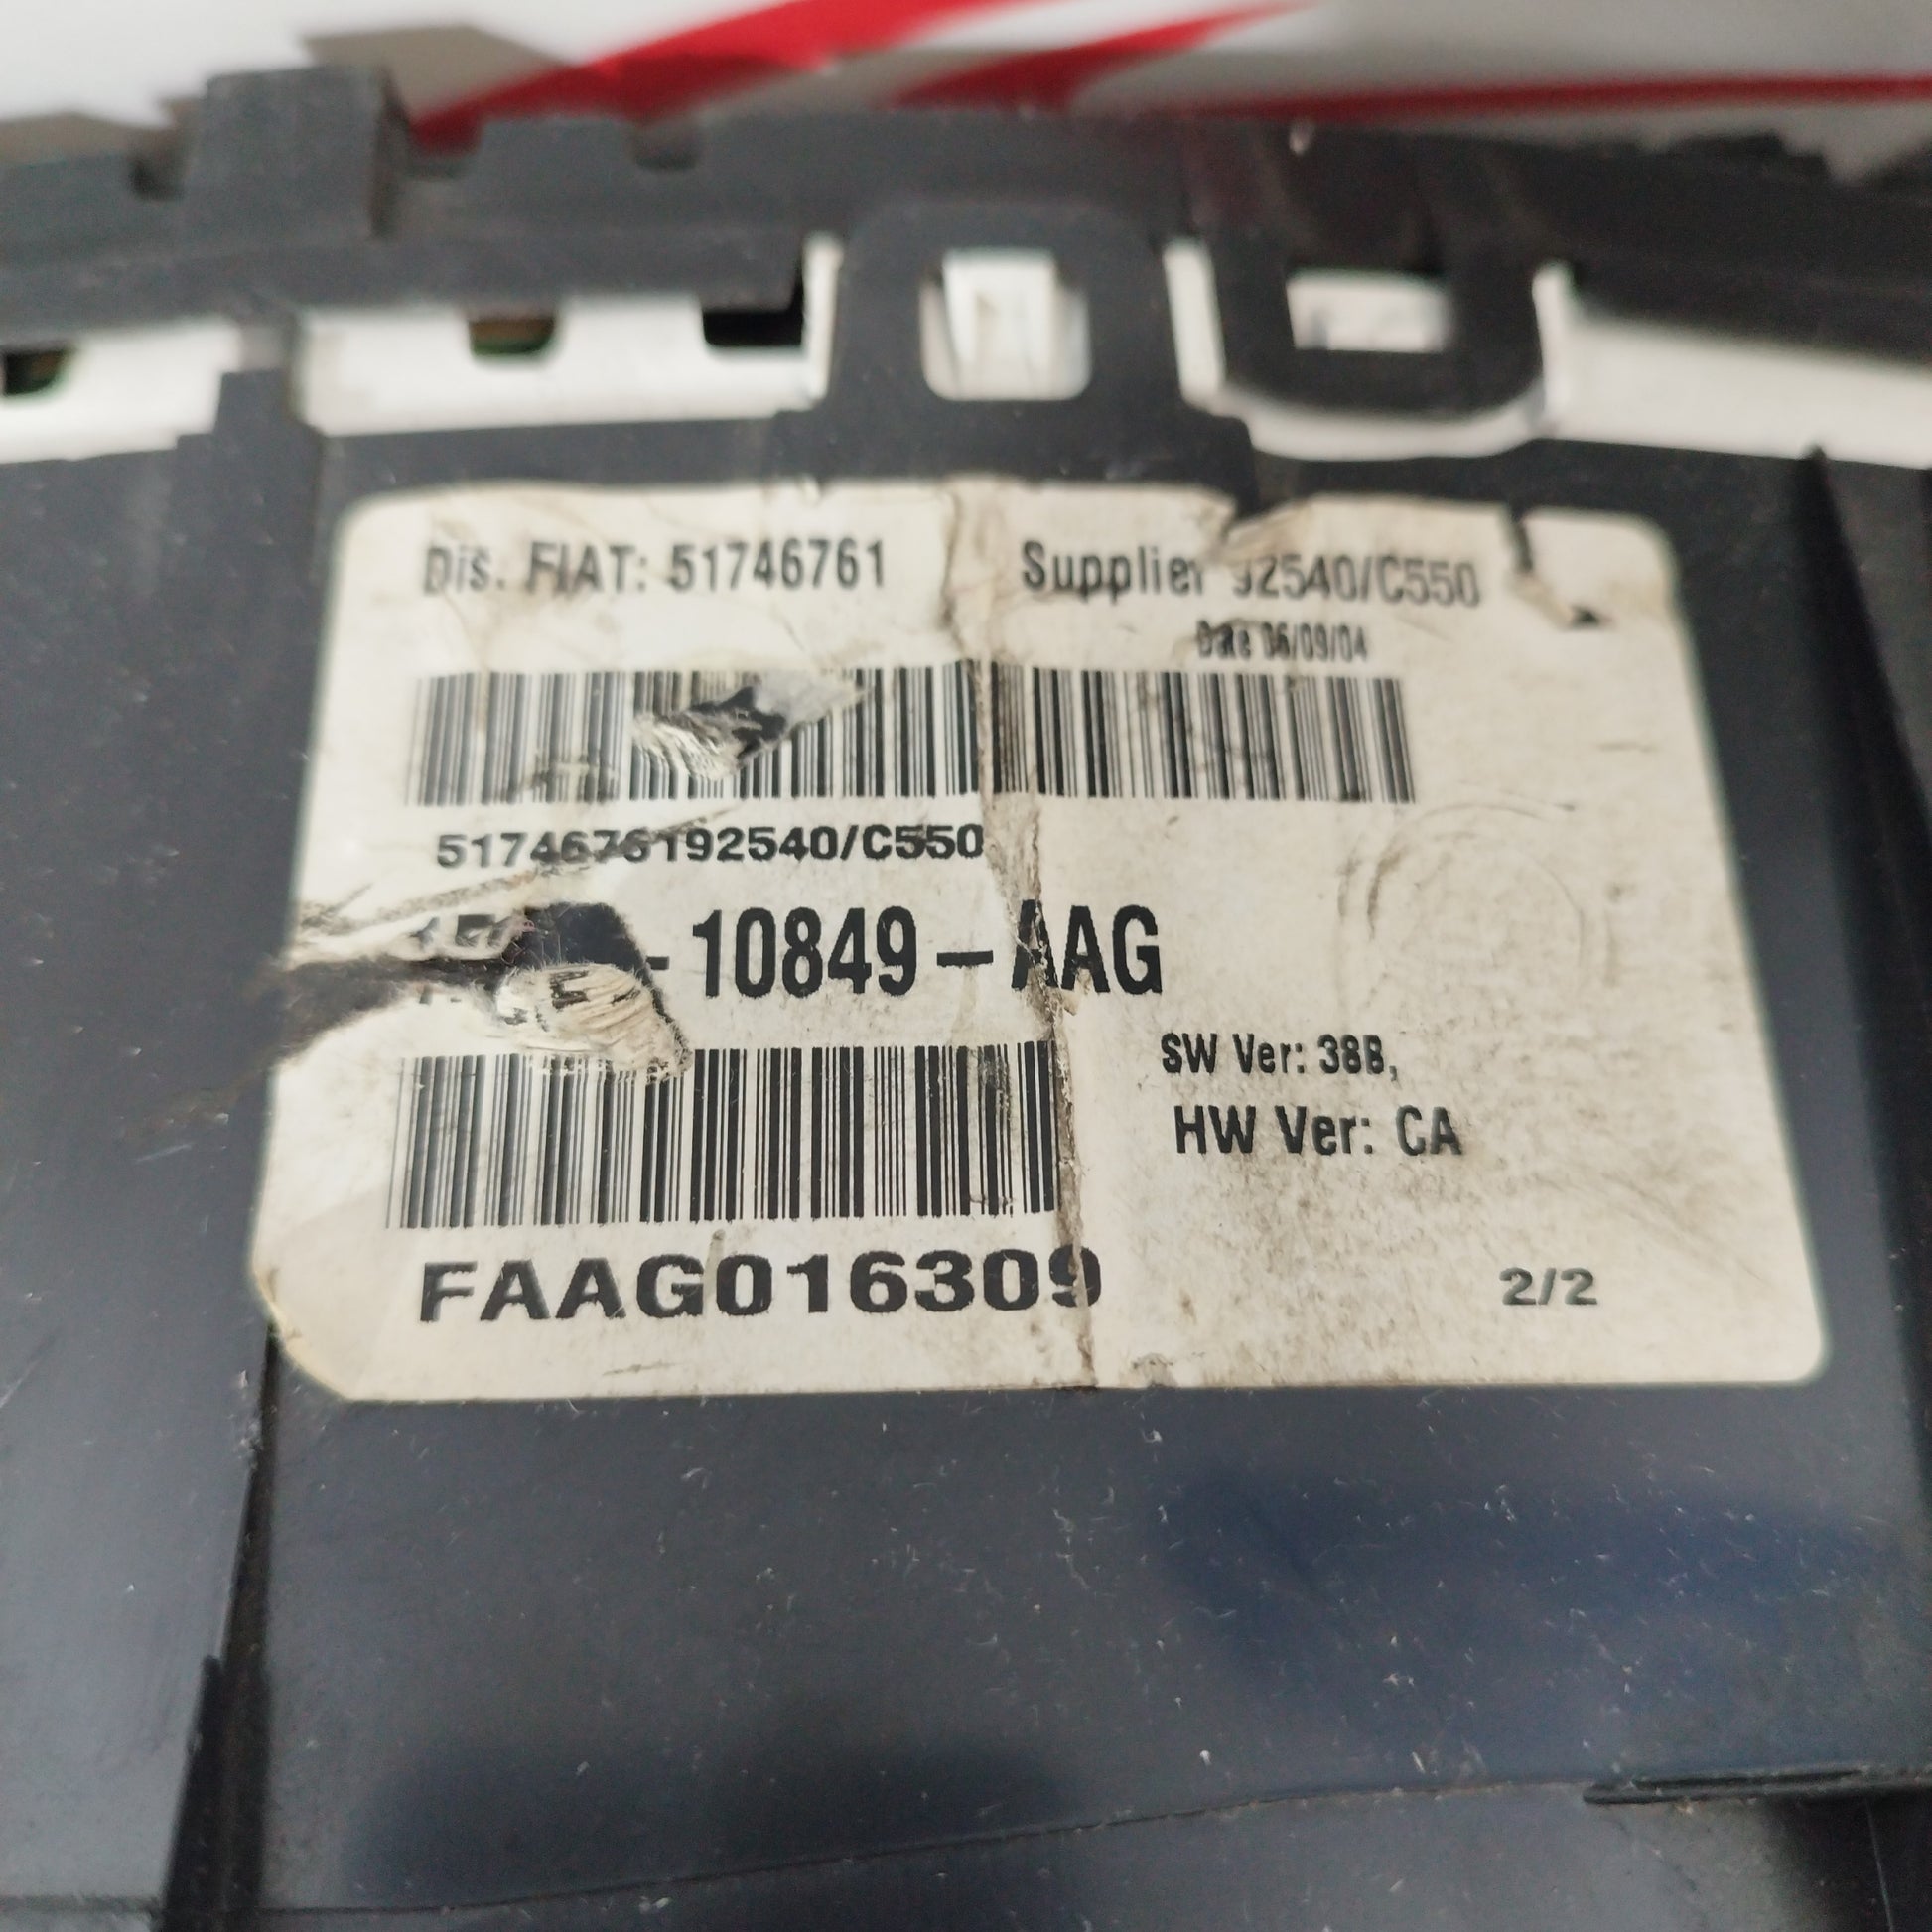 Dis. FIAT: 51746761 Supplier 92540/C550
Date 06/09/04
5174676192540/C550
-10849-AAG
SW Ver: 38B,
HW Ver: CA
FAAG016309
2/2